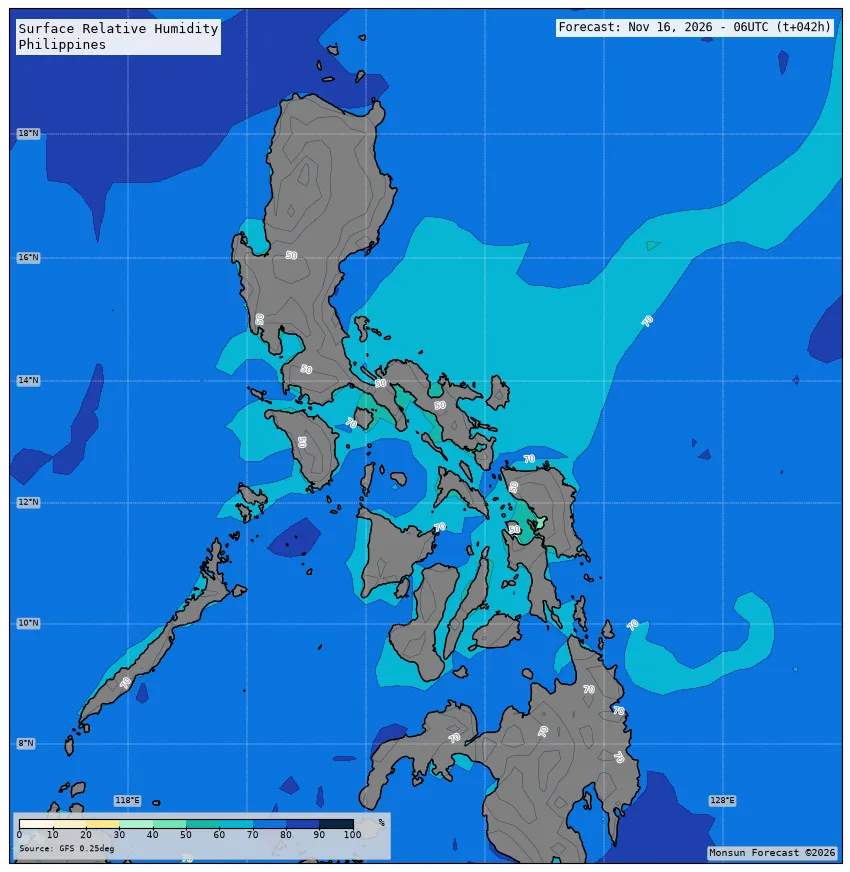 Surface Relative Humidity
Philippines
Forecast: Nov 16, 2026 - 06UTC (t+042h)
18°N
16°N
50
50
70
14°N
50
50
50
70
50
70
12°N
50
50
70
10°N
70
70
70
70
70
70
70
8°N
118°E
128°E
0 10 20 30 40 50 60 70 80 90 100 %
Source: GFS 0.25deg
Monsun Forecast ©2026